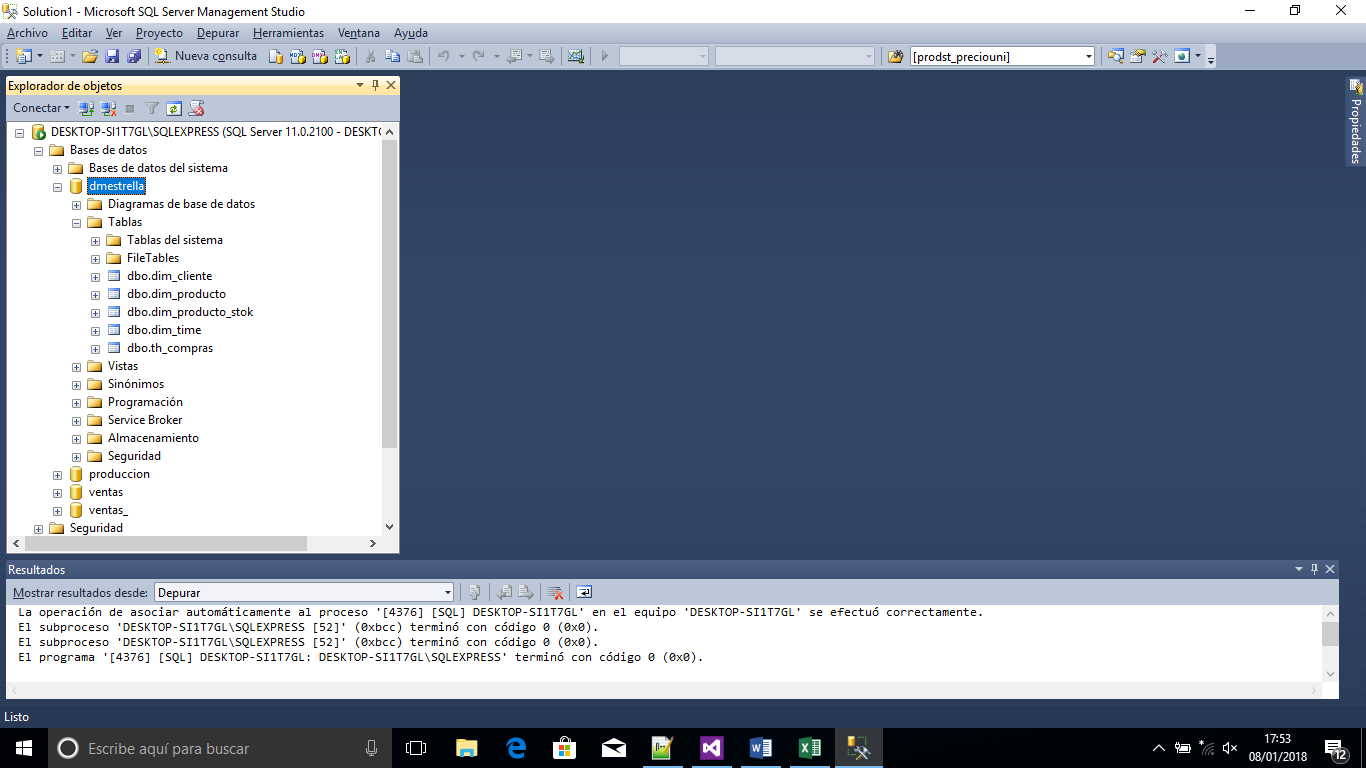 Solution1 - Microsoft SQL Server Management Studio
Archivo Editar Ver Proyecto Depurar Herramientas Ventana Ayuda
Nueva consulta [prodst_preciouni]
Explorador de objetos
Conectar
DESKTOP-SI1T7GL\SQLEXPRESS (SQL Server 11.0.2100 - DESKT
Bases de datos
Bases de datos del sistema
dmestrella
Diagramas de base de datos
Tablas
Tablas del sistema
FileTables
dbo.dim_cliente
dbo.dim_producto
dbo.dim_producto_stok
dbo.dim_time
dbo.th_compras
Vistas
Sinónimos
Programación
Service Broker
Almacenamiento
Seguridad
produccion
ventas
ventas_
Seguridad
Propiedades
Resultados
Mostrar resultados desde: Depurar
La operación de asociar automáticamente al proceso '[4376] [SQL] DESKTOP-SI1T7GL' en el equipo 'DESKTOP-SI1T7GL' se efectuó correctamente.
El subproceso 'DESKTOP-SI1T7GL\SQLEXPRESS [52]' (0xbcc) terminó con código 0 (0x0).
El subproceso 'DESKTOP-SI1T7GL\SQLEXPRESS [52]' (0xbcc) terminó con código 0 (0x0).
El programa '[4376] [SQL] DESKTOP-SI1T7GL: DESKTOP-SI1T7GL\SQLEXPRESS' terminó con código 0 (0x0).
Listo
Escribe aquí para buscar
17:53
08/01/2018
12